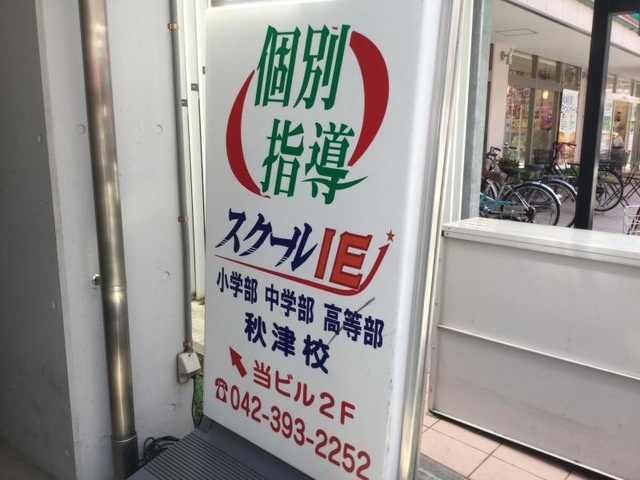 個別
指導
スクールIE
小学部 中学部 高等部
秋津校
当ビル2F
☎042-393-2252